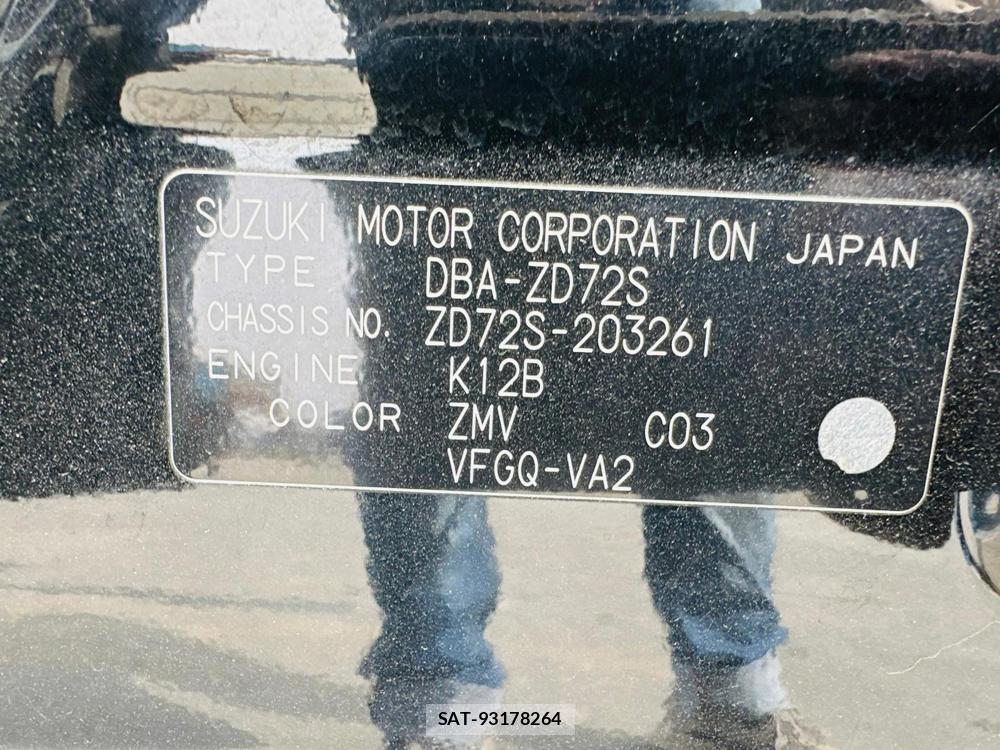 SUZUKI MOTOR CORPORATION JAPAN
TYPE DBA-ZD72S
CHASSIS NO. ZD72S-203261
ENGINE K12B
COLOR ZMV C03
VFGQ-VA2
SAT-93178264